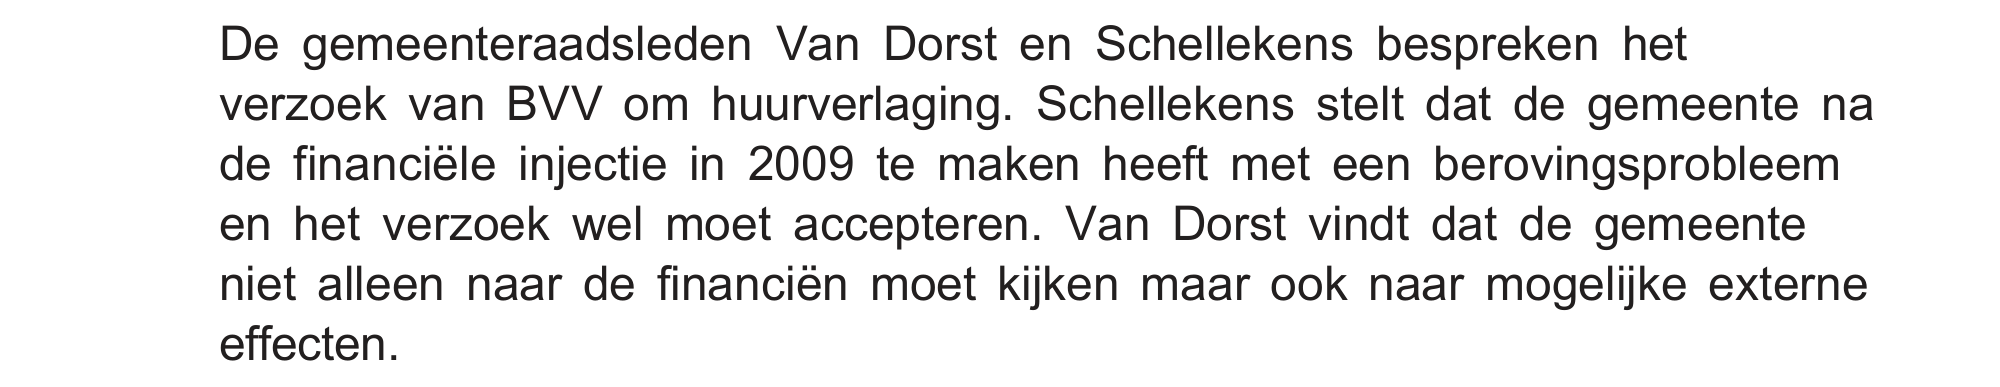 De gemeenteraadsleden Van Dorst en Schellekens bespreken het
verzoek van BVV om huurverlaging. Schellekens stelt dat de gemeente na
de financiële injectie in 2009 te maken heeft met een berovingsprobleem
en het verzoek wel moet accepteren. Van Dorst vindt dat de gemeente
niet alleen naar de financiën moet kijken maar ook naar mogelijke externe
effecten.